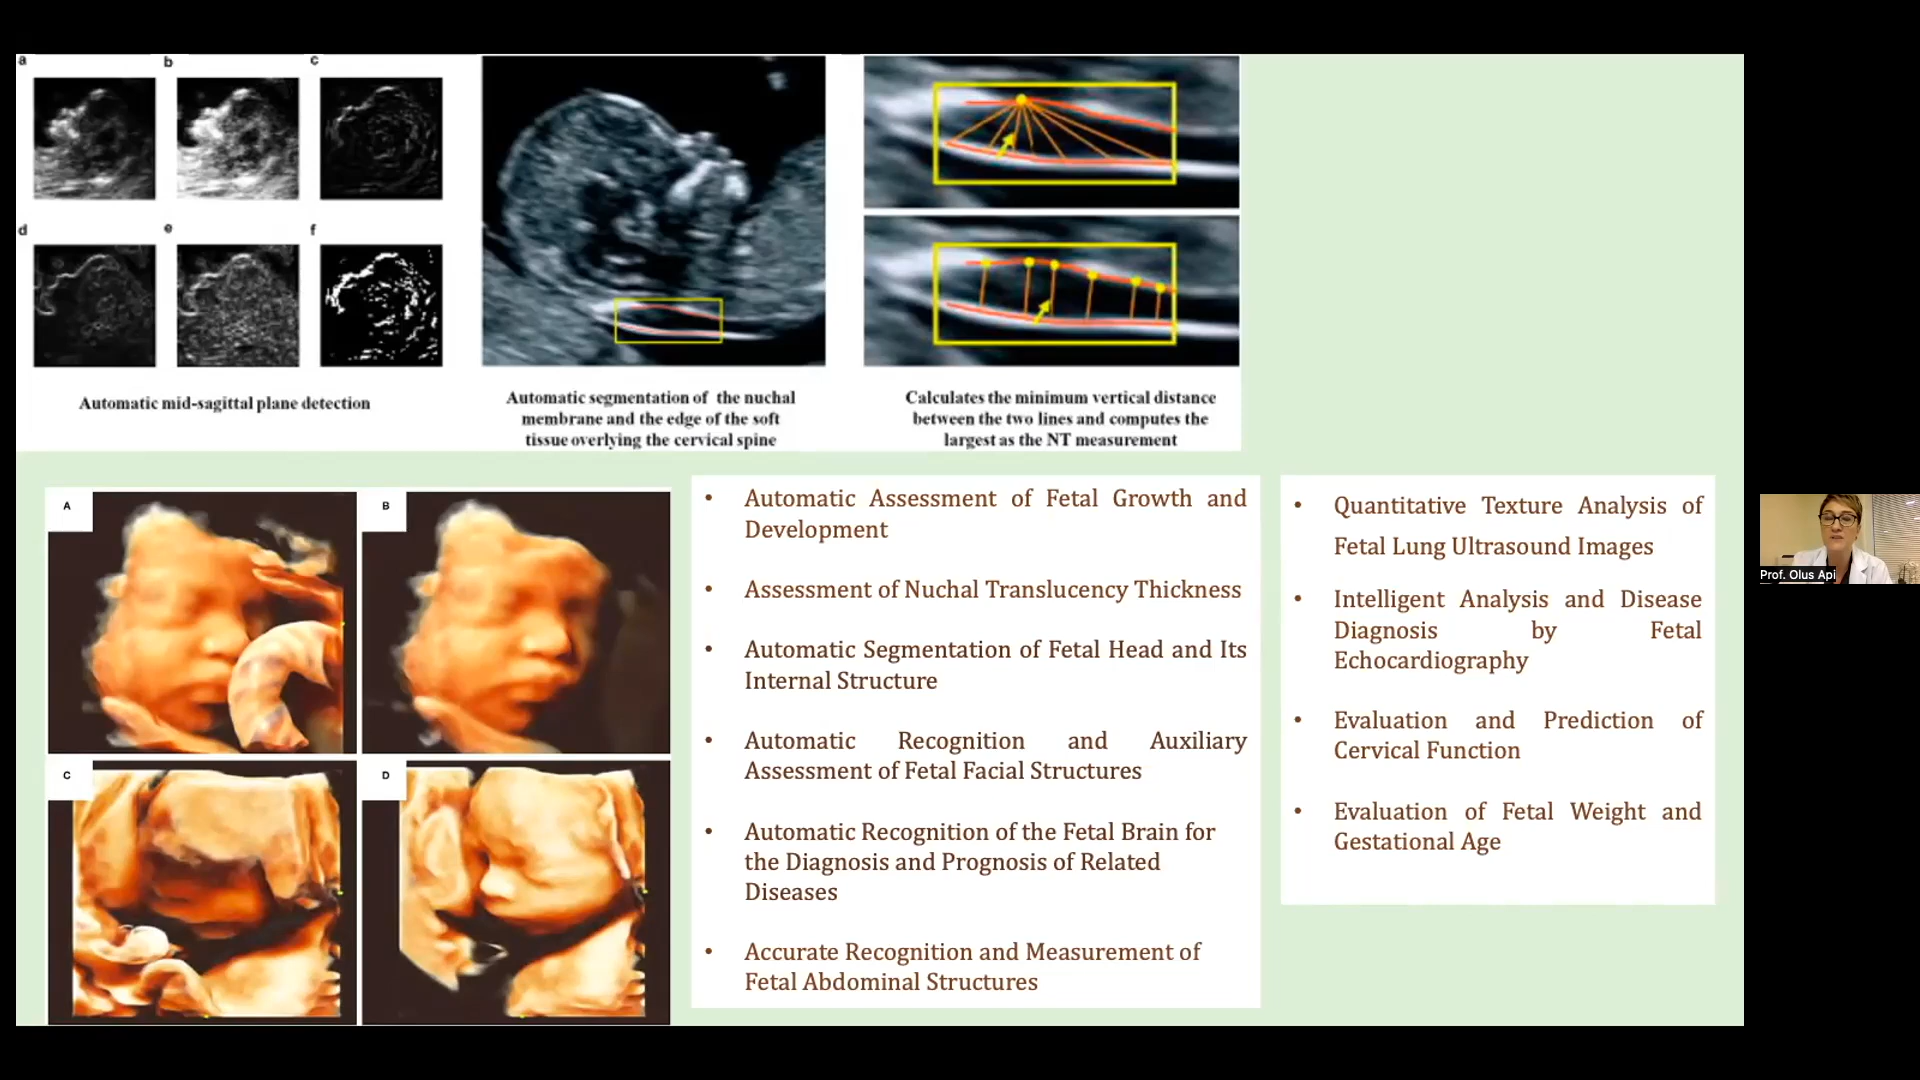 a b c
d e f
Automatic mid-sagittal plane detection
Automatic segmentation of the nuchal
membrane and the edge of the soft
tissue overlying the cervical spine
Calculates the minimum vertical distance
between the two lines and computes the
largest as the NT measurement
A
B
C
D
• Automatic Assessment of Fetal Growth and
Development
• Assessment of Nuchal Translucency Thickness
• Automatic Segmentation of Fetal Head and Its
Internal Structure
• Automatic Recognition and Auxiliary
Assessment of Fetal Facial Structures
• Automatic Recognition of the Fetal Brain for
the Diagnosis and Prognosis of Related
Diseases
• Accurate Recognition and Measurement of
Fetal Abdominal Structures
• Quantitative Texture Analysis of
Fetal Lung Ultrasound Images
• Intelligent Analysis and Disease
Diagnosis by Fetal
Echocardiography
• Evaluation and Prediction of
Cervical Function
• Evaluation of Fetal Weight and
Gestational Age
Prof. Olus Api